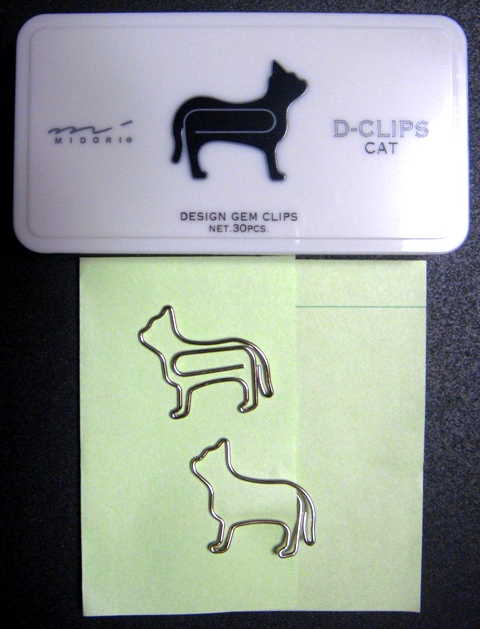 MIDORI®
D-CLIPS
CAT
DESIGN GEM CLIPS
NET.30PCS.